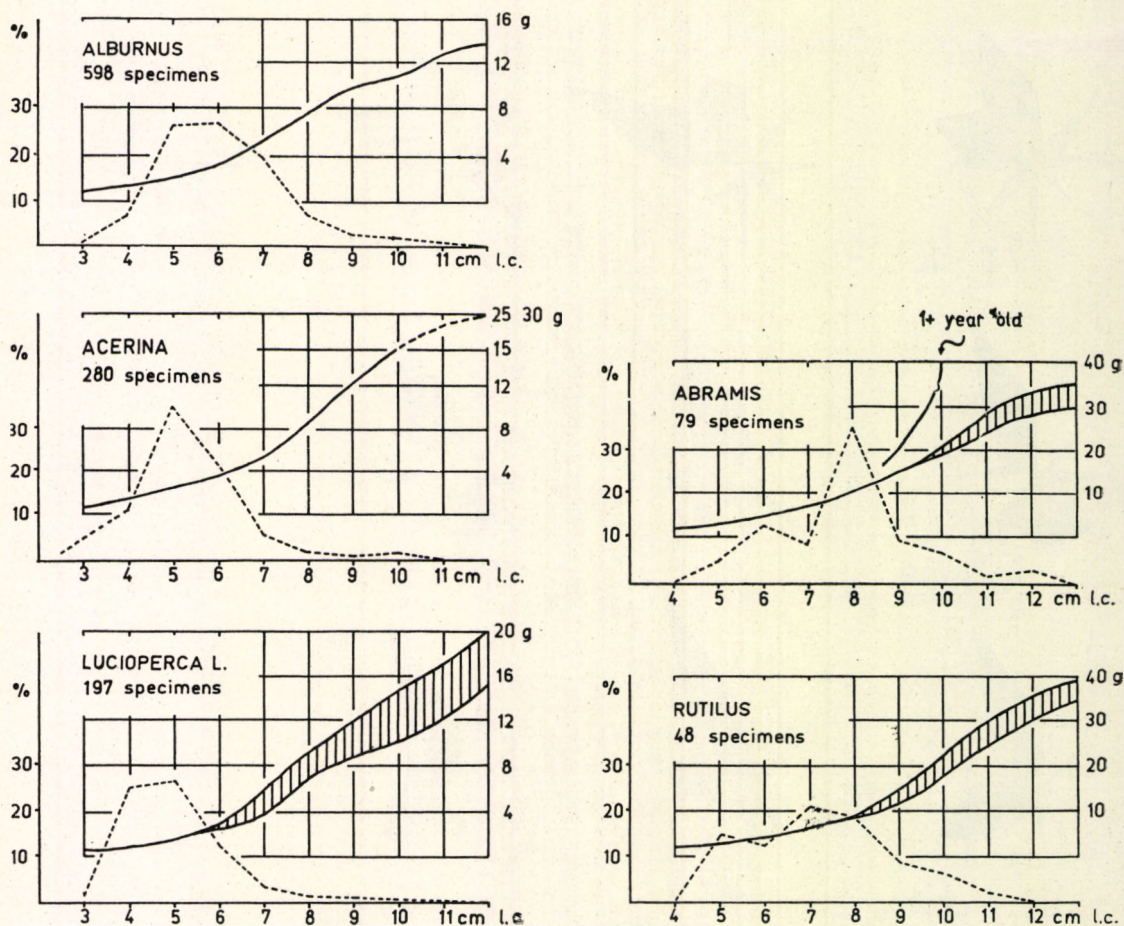 %
ALBURNUS
598 specimens
16 g
12
8
4
30
20
10
3 4 5 6 7 8 9 10 11 cm l.c.
%
ACERINA
280 specimens
25 30 g
15
12
8
4
30
20
10
3 4 5 6 7 8 9 10 11 cm l.c.
1+ year old
%
ABRAMIS
79 specimens
40 g
30
20
10
30
20
10
4 5 6 7 8 9 10 11 12 cm l.c.
%
LUCIOPERCA L.
197 specimens
20 g
16
12
8
4
30
20
10
3 4 5 6 7 8 9 10 11 cm l.c.
%
RUTILUS
48 specimens
40 g
30
20
10
30
20
10
4 5 6 7 8 9 10 11 12 cm l.c.